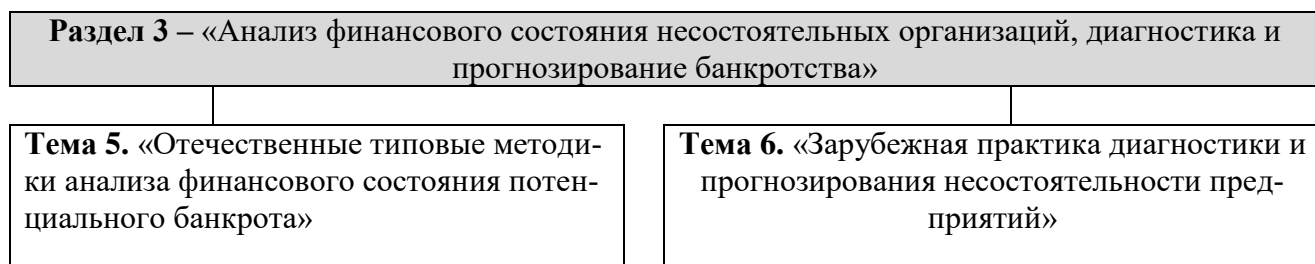 Раздел 3 – «Анализ финансового состояния несостоятельных организаций, диагностика и
прогнозирование банкротства»
Тема 5. «Отечественные типовые методи-
ки анализа финансового состояния потен-
циального банкрота»
Тема 6. «Зарубежная практика диагностики и
прогнозирования несостоятельности пред-
приятий»